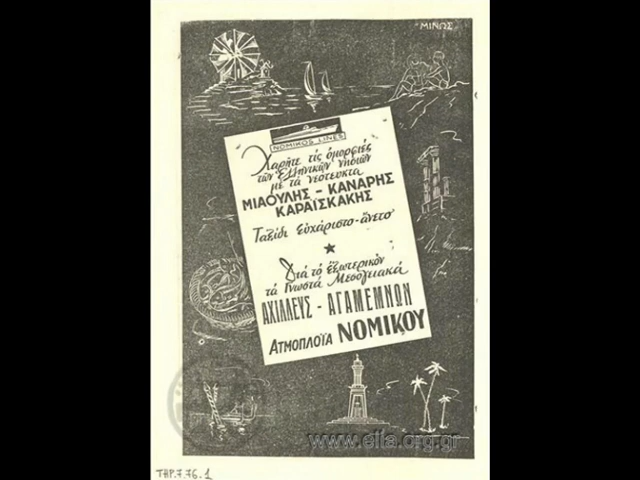 ΜΙΝΩΣ
NOMIKOS LINES
Χαρῆτε τίς ὀμορφιές
τῶν Ἑλληνικῶν νησιῶν
μέ τά νεότευκτα
ΜΙΑΟΥΛΗΣ - ΚΑΝΑΡΗΣ
ΚΑΡΑΪΣΚΑΚΗΣ
Ταξίδι εὐχάριστο - ἄνετο
Διά τό ἐξωτερικόν
τά γνωστά Μεσογειακά
ΑΧΙΛΛΕΥΣ - ΑΓΑΜΕΜΝΩΝ
ΑΤΜΟΠΛΟΪΑ ΝΟΜΙΚΟΥ
www.elia.org.gr
ΤΗΡ.7.76.1